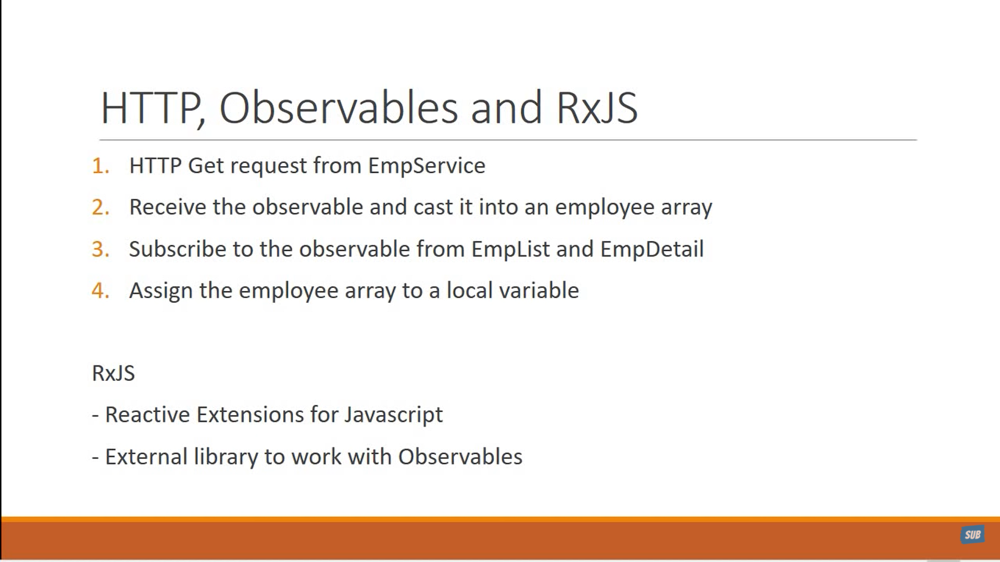 HTTP, Observables and RxJS
1. HTTP Get request from EmpService
2. Receive the observable and cast it into an employee array
3. Subscribe to the observable from EmpList and EmpDetail
4. Assign the employee array to a local variable
RxJS
- Reactive Extensions for Javascript
- External library to work with Observables
SUB